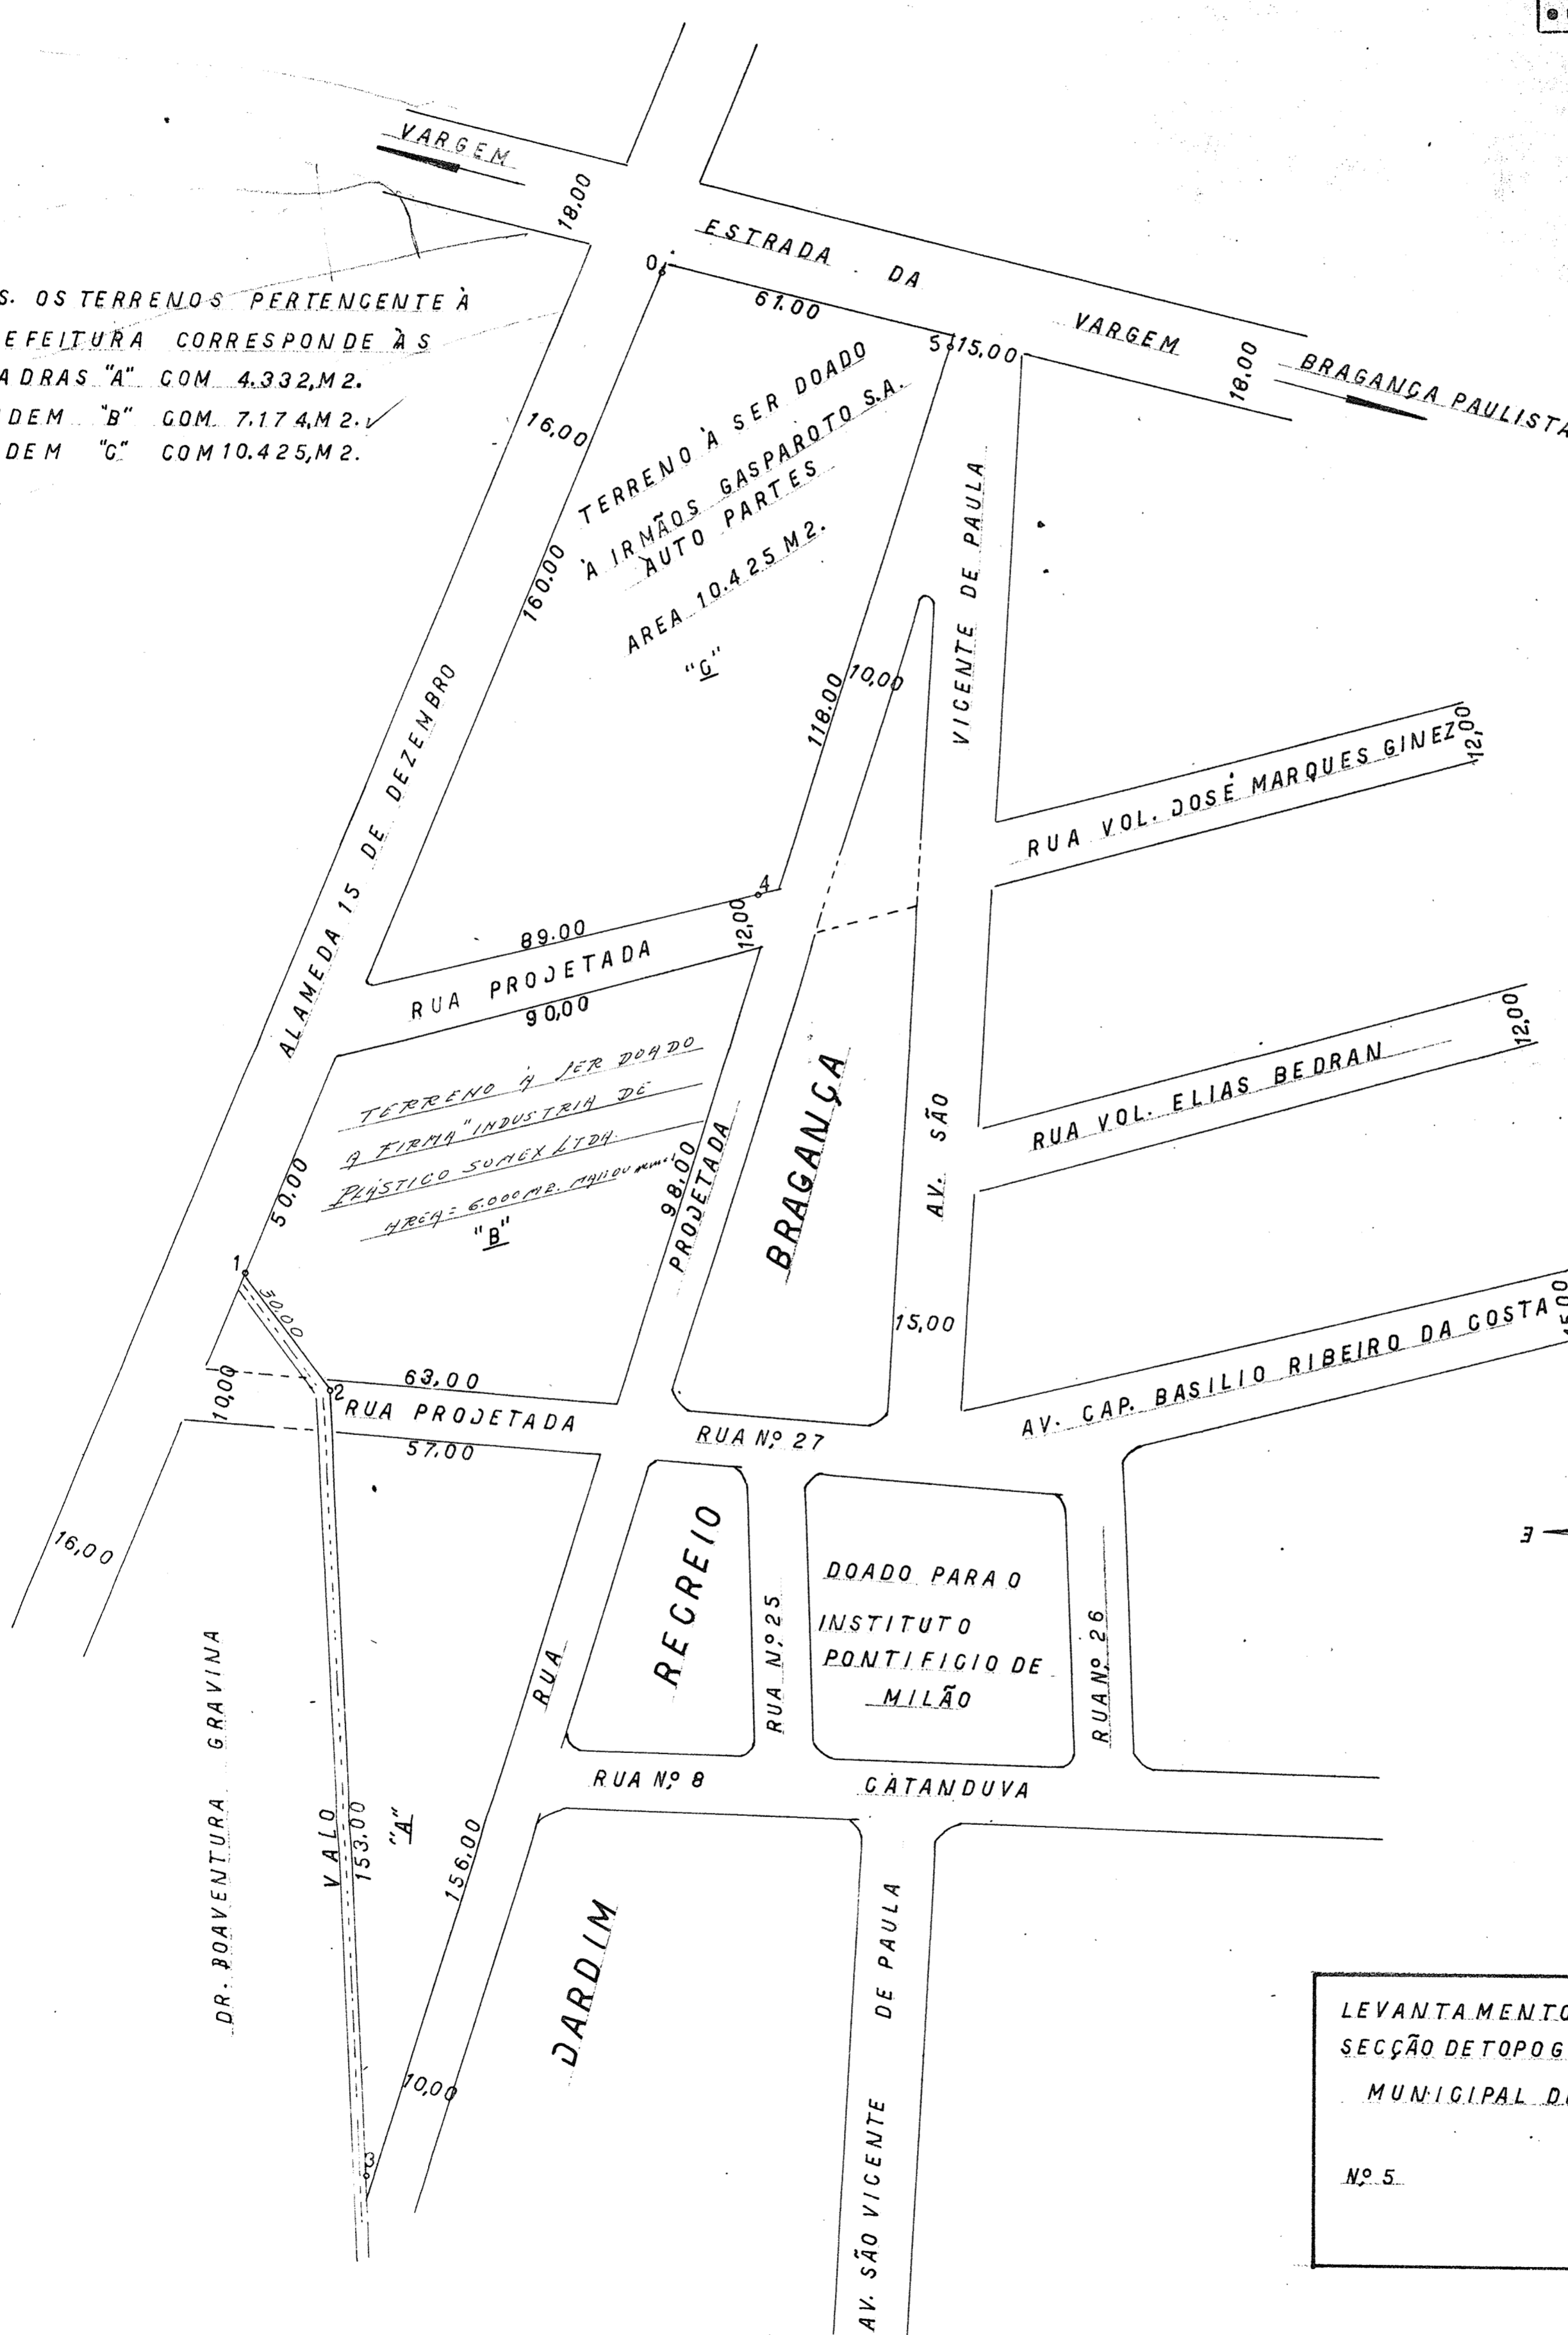 VARGEM
18.00
ESTRADA DA
VARGEM
18.00
BRAGANÇA PAULISTA
S. OS TERRENOS PERTENCENTE À
EFEITURA CORRESPONDE ÀS
ADRAS "A" COM 4.332,M2.
DEM "B" COM 7.174,M2.
DEM "C" COM 10.425,M2.
0
61.00
5
15,00
16,00
160.00
TERRENO À SER DOADO
À IRMÃOS GASPAROTO S.A.
AUTO PARTES
AREA 10.425 M2.
"C"
118.00
10,00
VICENTE DE PAULA
RUA VOL. JOSÉ MARQUES GINEZ
12,00
ALAMEDA 15 DE DEZEMBRO
4
89.00
12,00
RUA PROJETADA
90,00
TERRENO À SER DOADO
A FIRMA "INDUSTRIA DE
PLÁSTICO SUMEX LTDA.
AREA = 6.000 M2. MAIS OU MENOS
"B"
50.00
98.00
PROJETADA
BRAGANÇA
AV. SÃO
RUA VOL. ELIAS BEDRAN
12,00
1
30.00
15,00
AV. CAP. BASILIO RIBEIRO DA COSTA
15,00
10,00
2
63,00
RUA PROJETADA
57.00
RUA Nº 27
16,00
RECREIO
RUA Nº 25
DOADO PARA O
INSTITUTO
PONTIFICIO DE
MILÃO
RUA Nº 26
E
RUA
RUA Nº 8
CATANDUVA
DR. BOAVENTURA GRAVINA
VALO
153.00
"A"
156,00
JARDIM
10,00
3
AV. SÃO VICENTE DE PAULA
LEVANTAMENTO
SECÇÃO DE TOPOG
MUNICIPAL DE
Nº 5